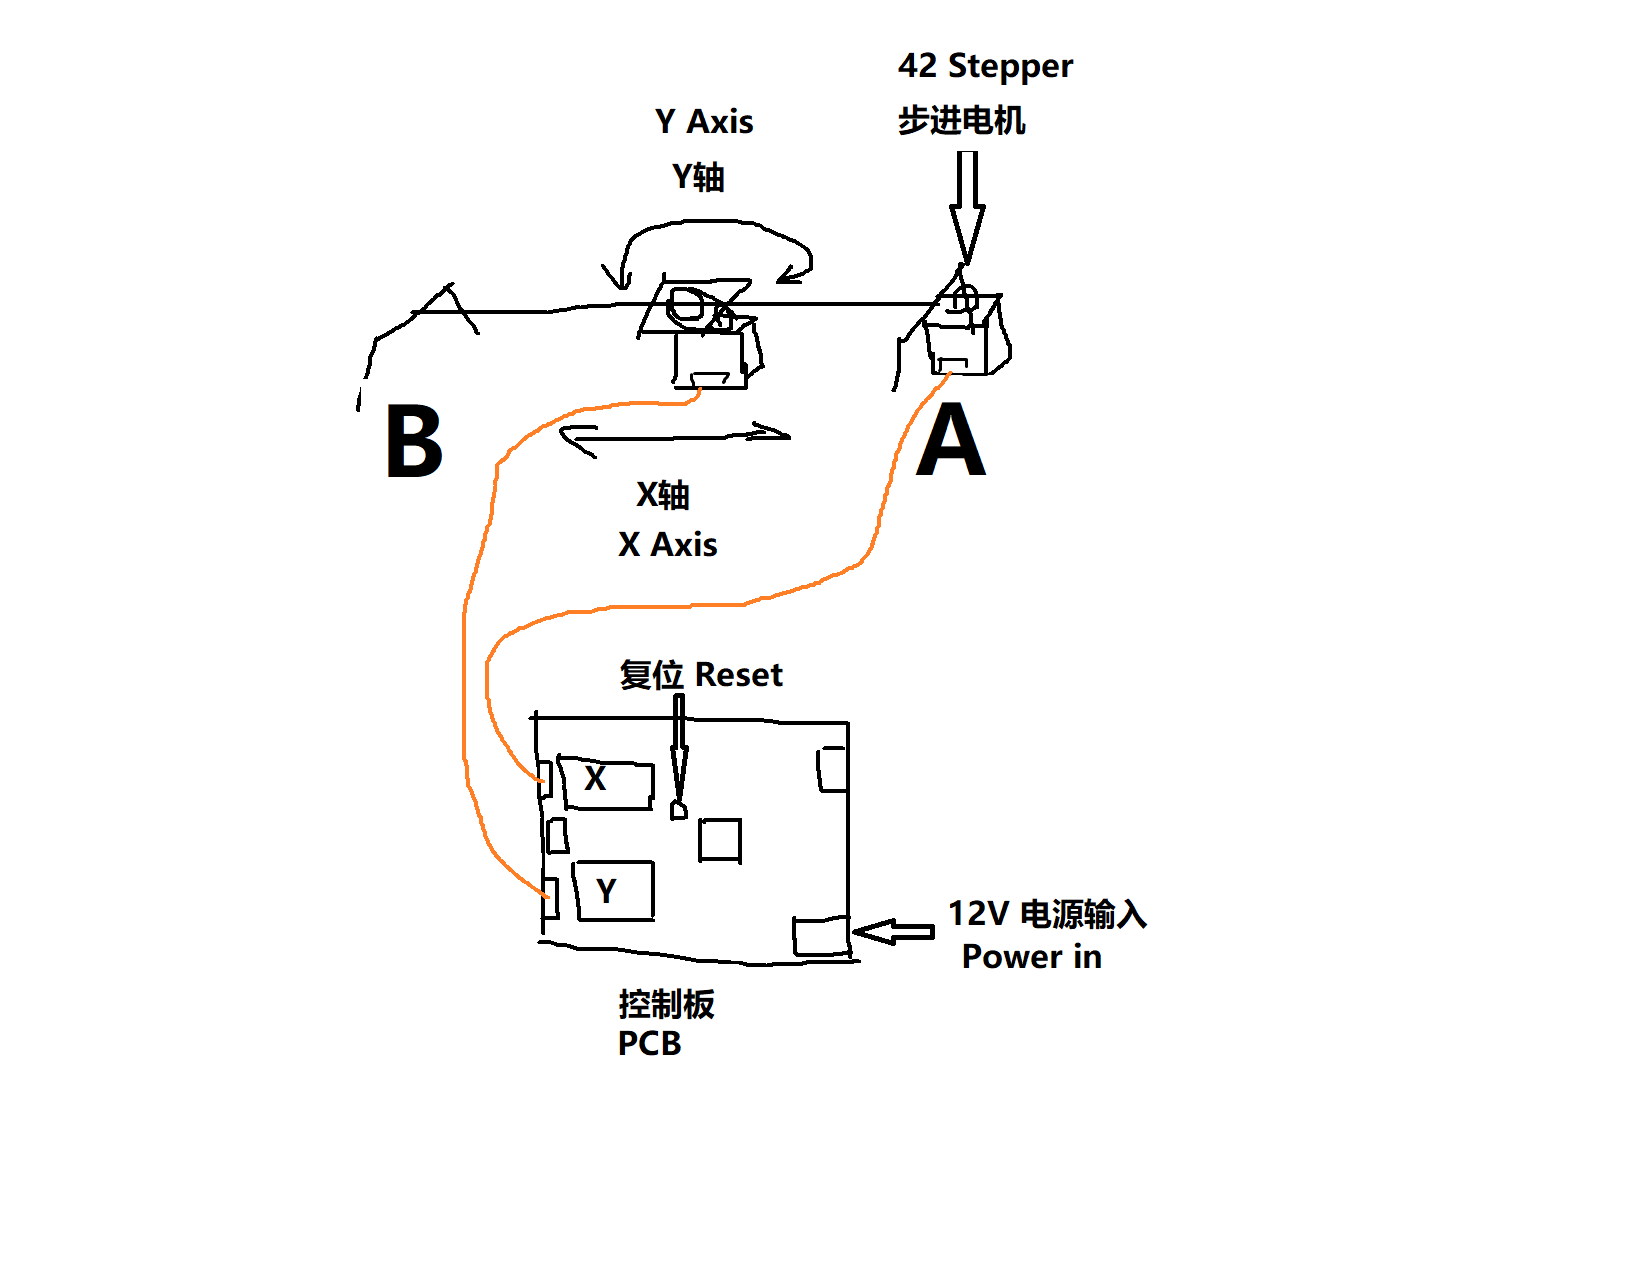 42 Stepper
步进电机
Y Axis
Y轴
B
A
X轴
X Axis
复位 Reset
X
Y
12V 电源输入
Power in
控制板
PCB